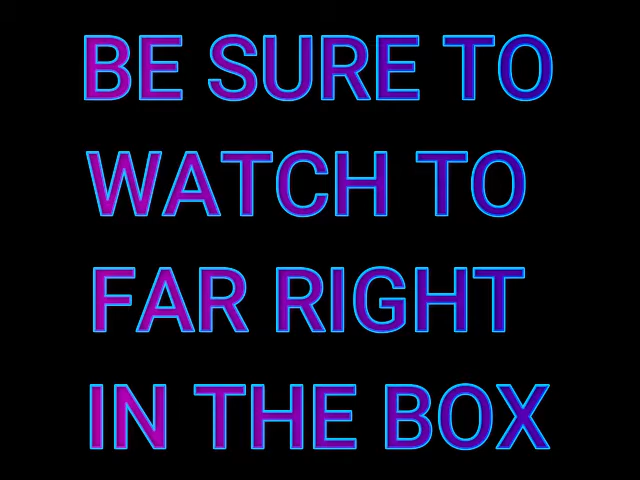 BE SURE TO
WATCH TO
FAR RIGHT
IN THE BOX